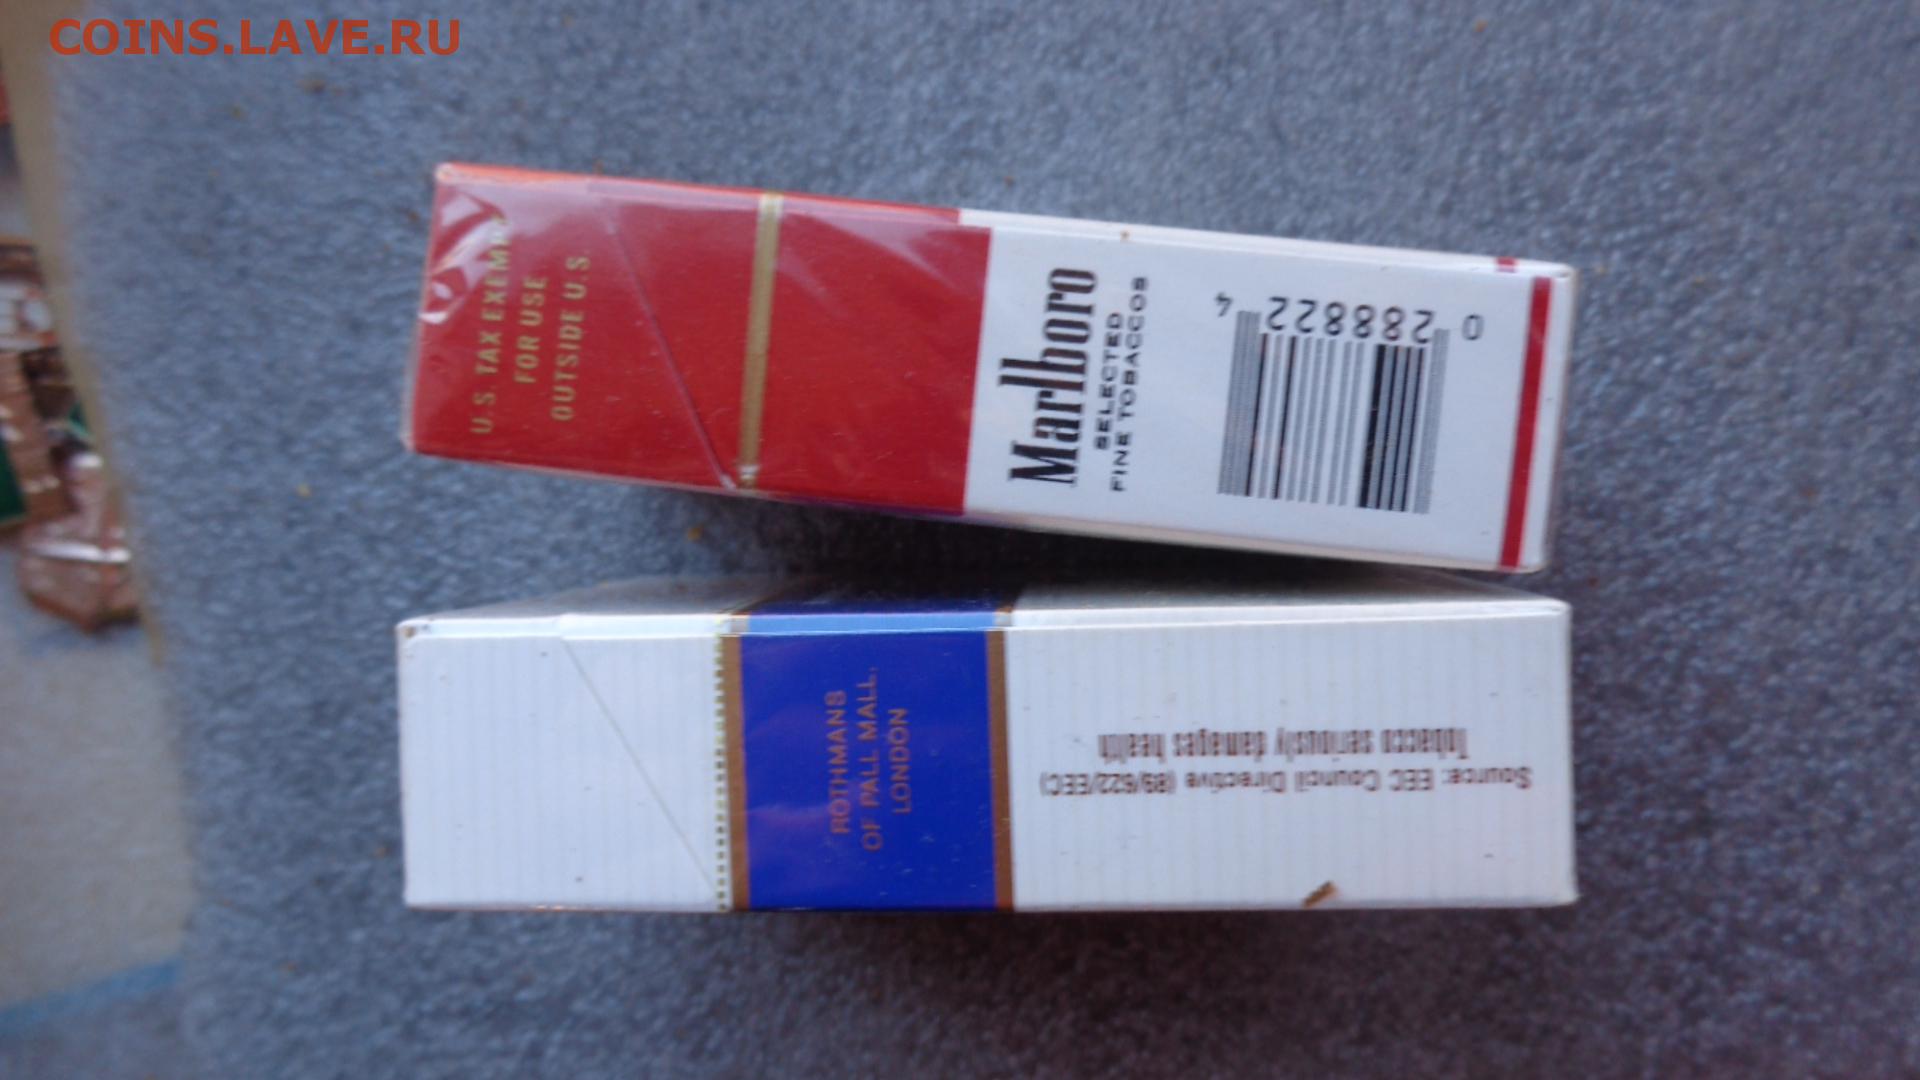 COINS.LAVE.RU
U.S. TAX EXEMPT
FOR USE
OUTSIDE U.S.
Marlboro
SELECTED
FINE TOBACCOS
0 28888822 4
ROTHMANS
OF PALL MALL,
LONDON
Tobacco seriously damages health
Source: EEC Council Directive (89/622/EEC)